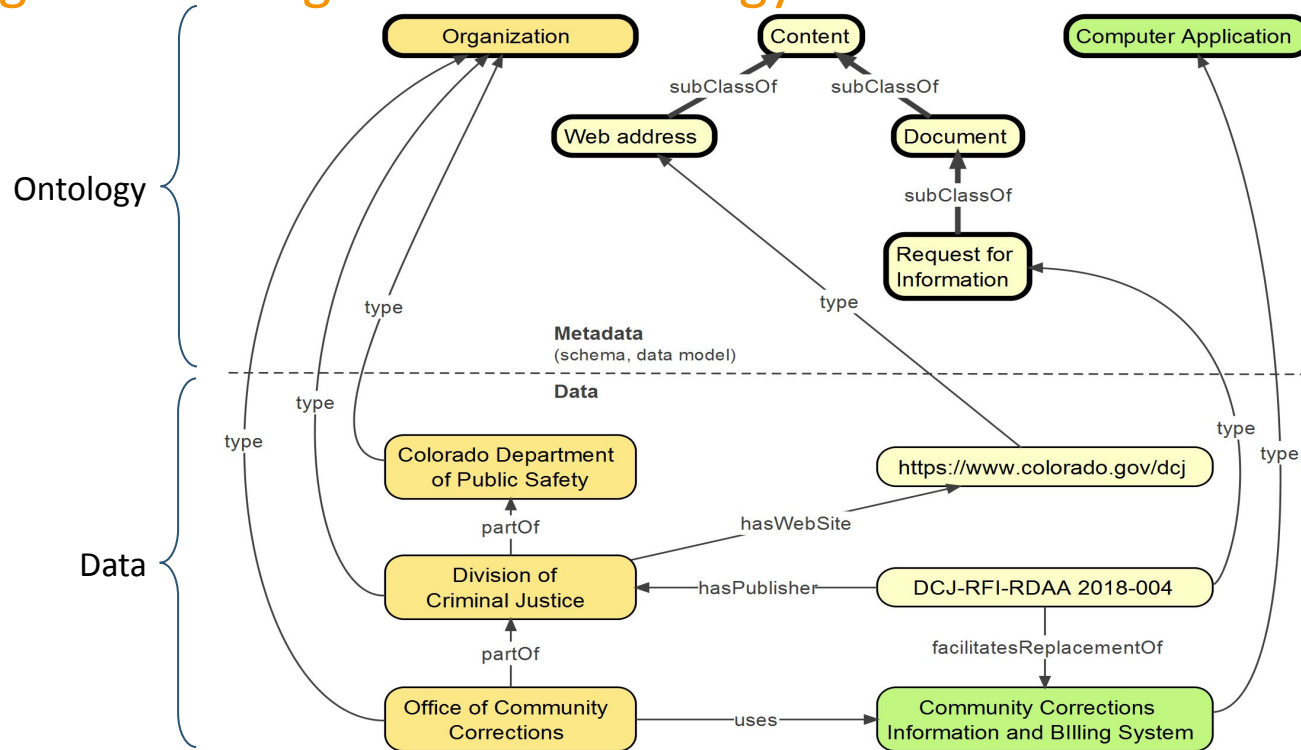 Organization
Content
Computer Application
subClassOf
subClassOf
Web address
Document
Ontology
subClassOf
Request for
Information
type
type
Metadata
(schema, data model)
Data
type
type
type
type
Colorado Department
of Public Safety
https://www.colorado.gov/dcj
partOf
hasWebSite
Data
Division of
Criminal Justice
hasPublisher
DCJ-RFI-RDAA 2018-004
partOf
facilitatesReplacementOf
Office of Community
Corrections
uses
Community Corrections
Information and BIlling System